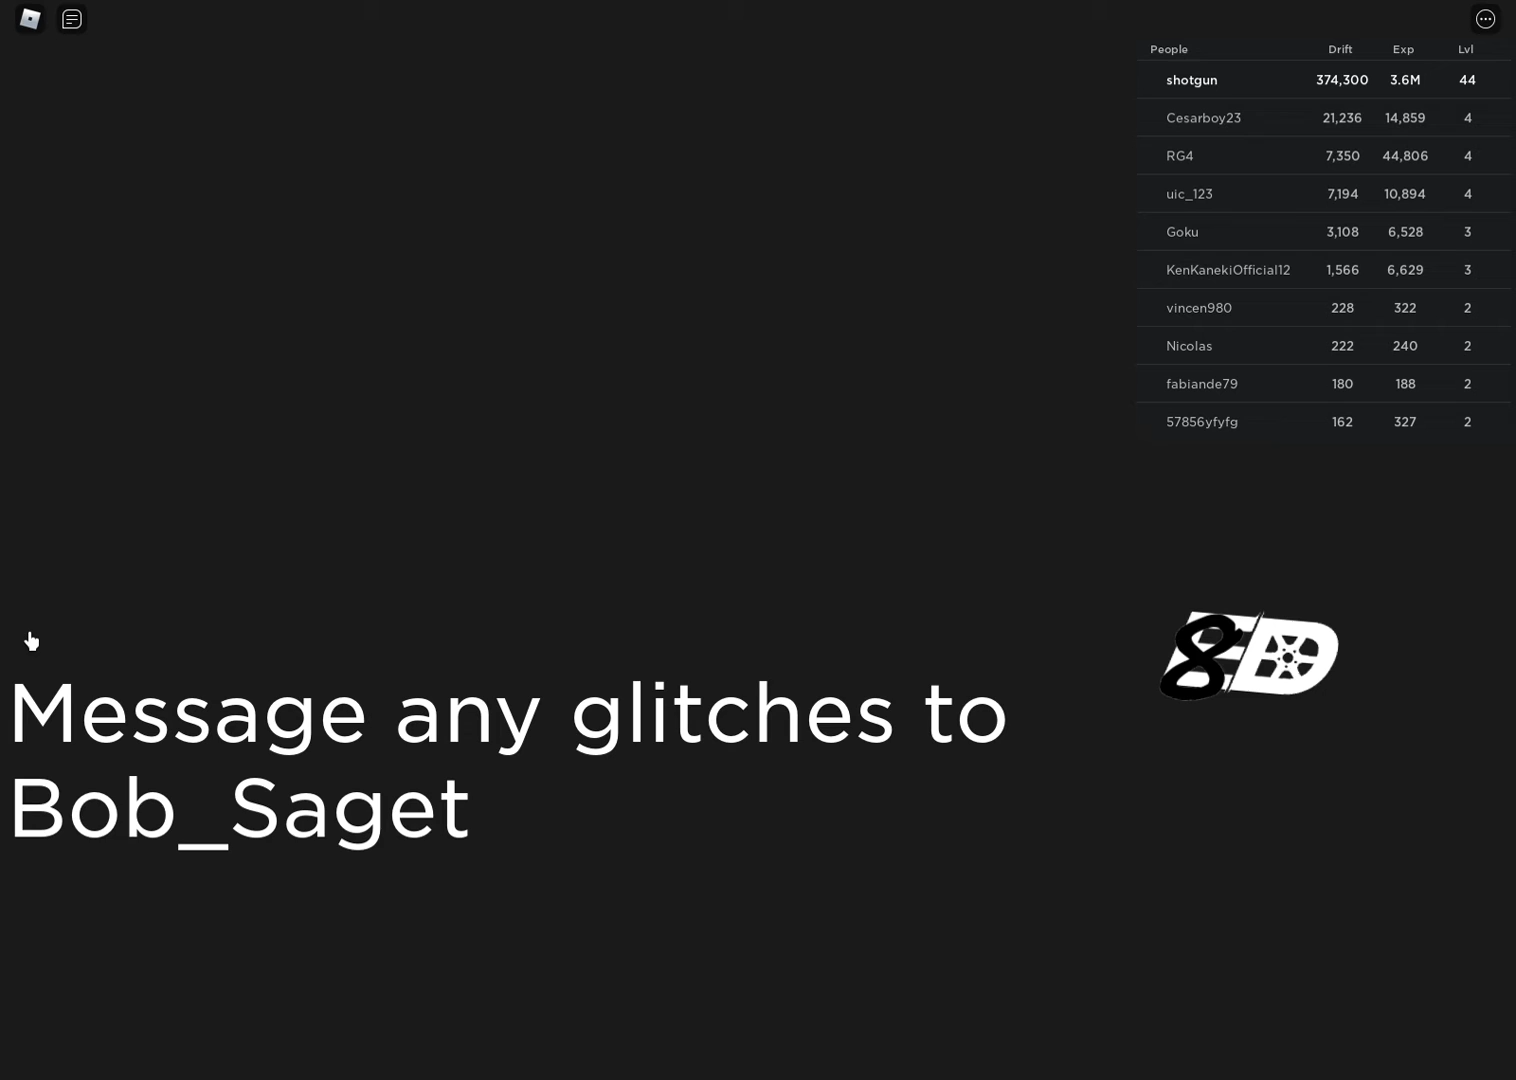 People Drift Exp Lvl
shotgun 374,300 3.6M 44
Cesarboy23 21,236 14,859 4
RG4 7,350 44,806 4
uic_123 7,194 10,894 4
Goku 3,108 6,528 3
KenKanekiOfficial12 1,566 6,629 3
vincen980 228 322 2
Nicolas 222 240 2
fabiande79 180 188 2
57856yfyfg 162 327 2
8 ED
Message any glitches to
Bob_Saget